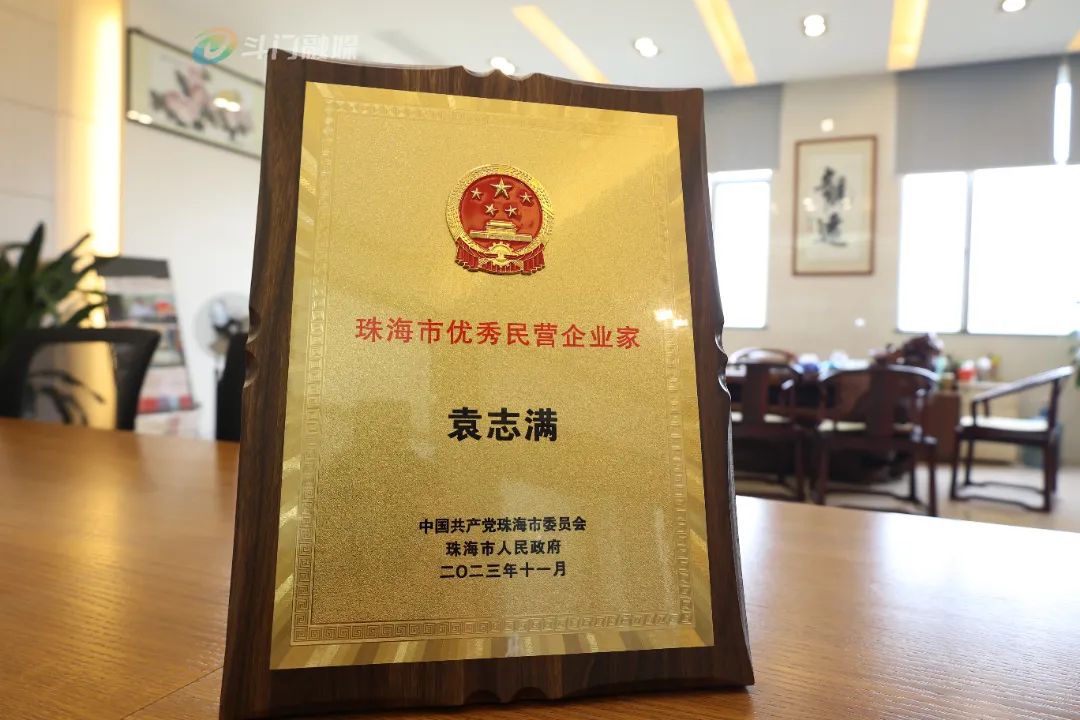 斗门融媒
珠海市优秀民营企业家
袁志满
中国共产党珠海市委员会
珠海市人民政府
二〇二三年十一月